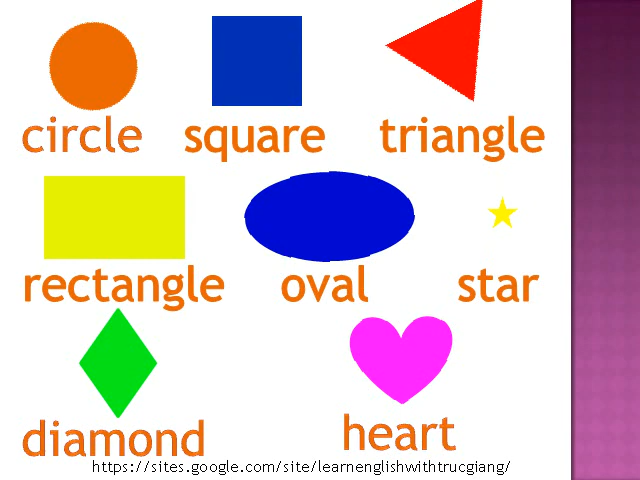 circle square triangle
rectangle oval star
diamond heart
https://sites.google.com/site/learnenglishwithtrucgiang/